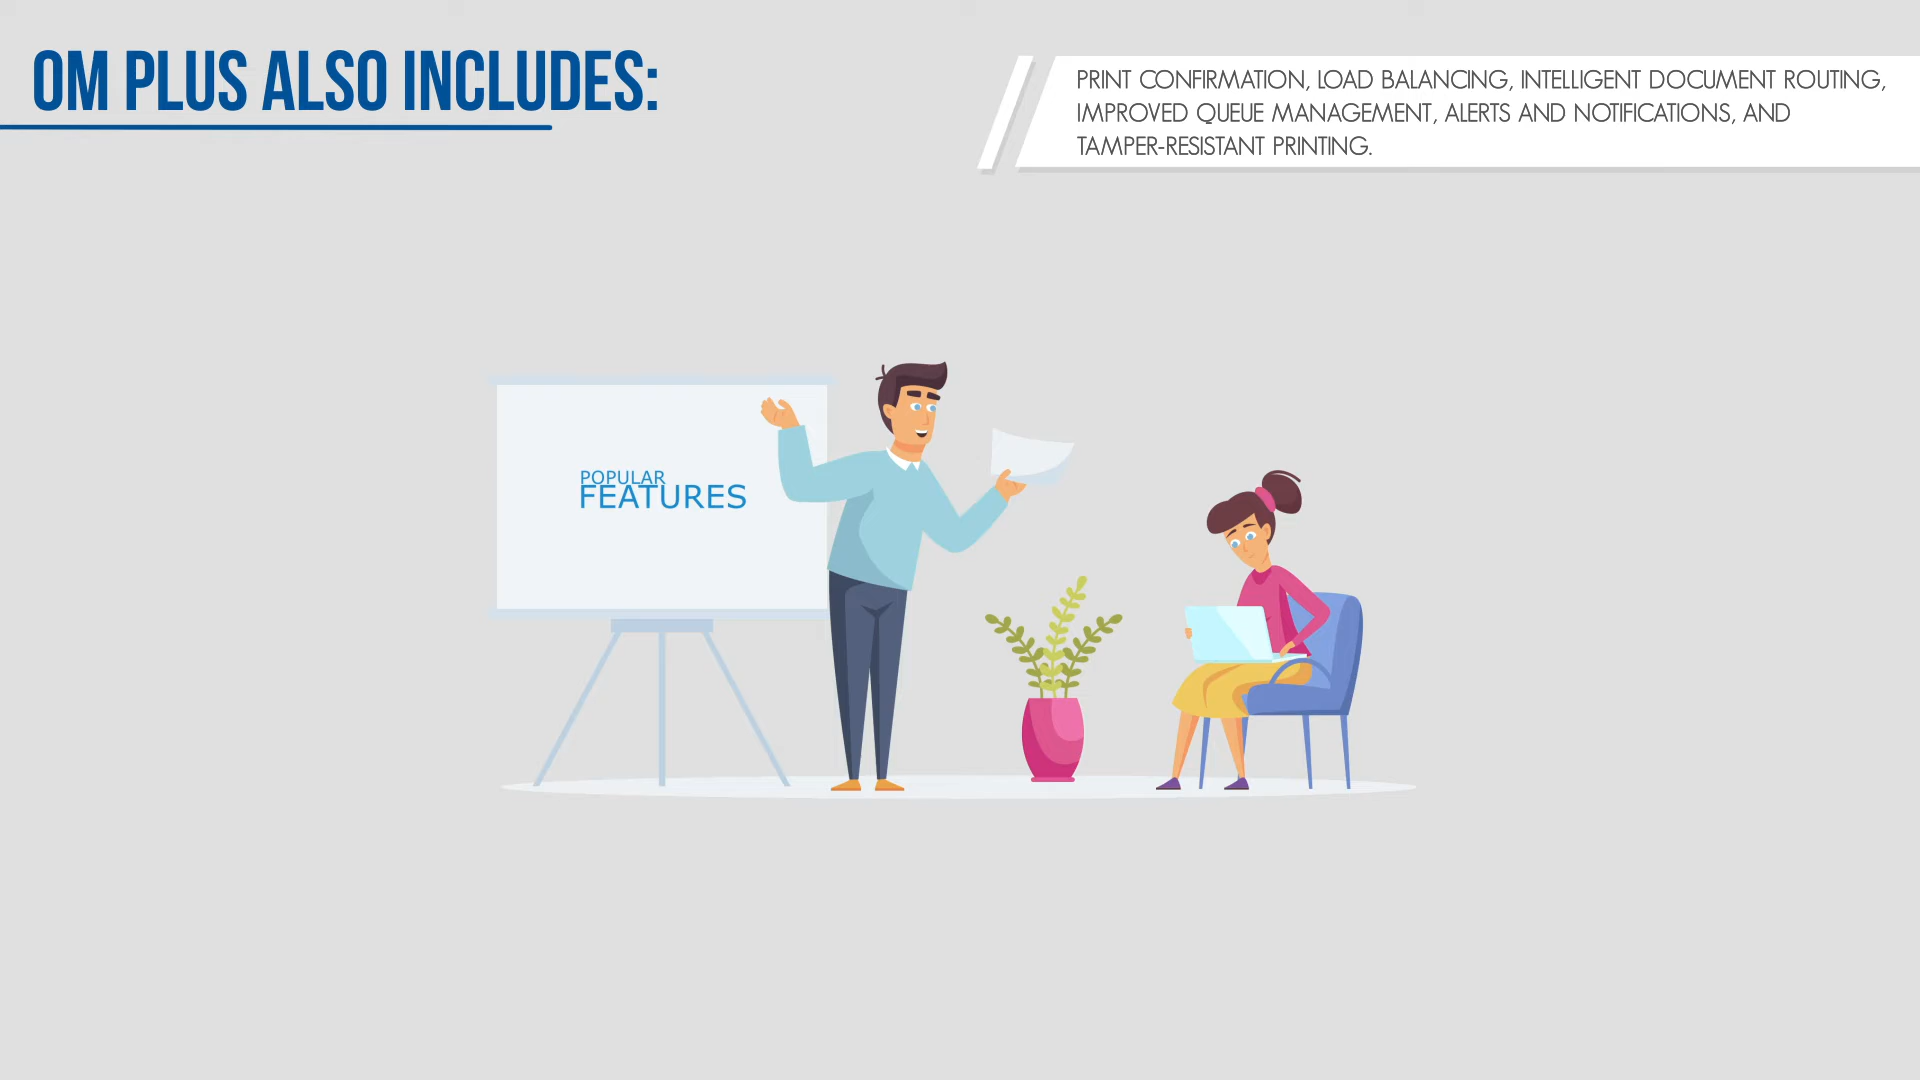 OM PLUS ALSO INCLUDES:
PRINT CONFIRMATION, LOAD BALANCING, INTELLIGENT DOCUMENT ROUTING,
IMPROVED QUEUE MANAGEMENT, ALERTS AND NOTIFICATIONS, AND
TAMPER-RESISTANT PRINTING.
POPULAR
FEATURES